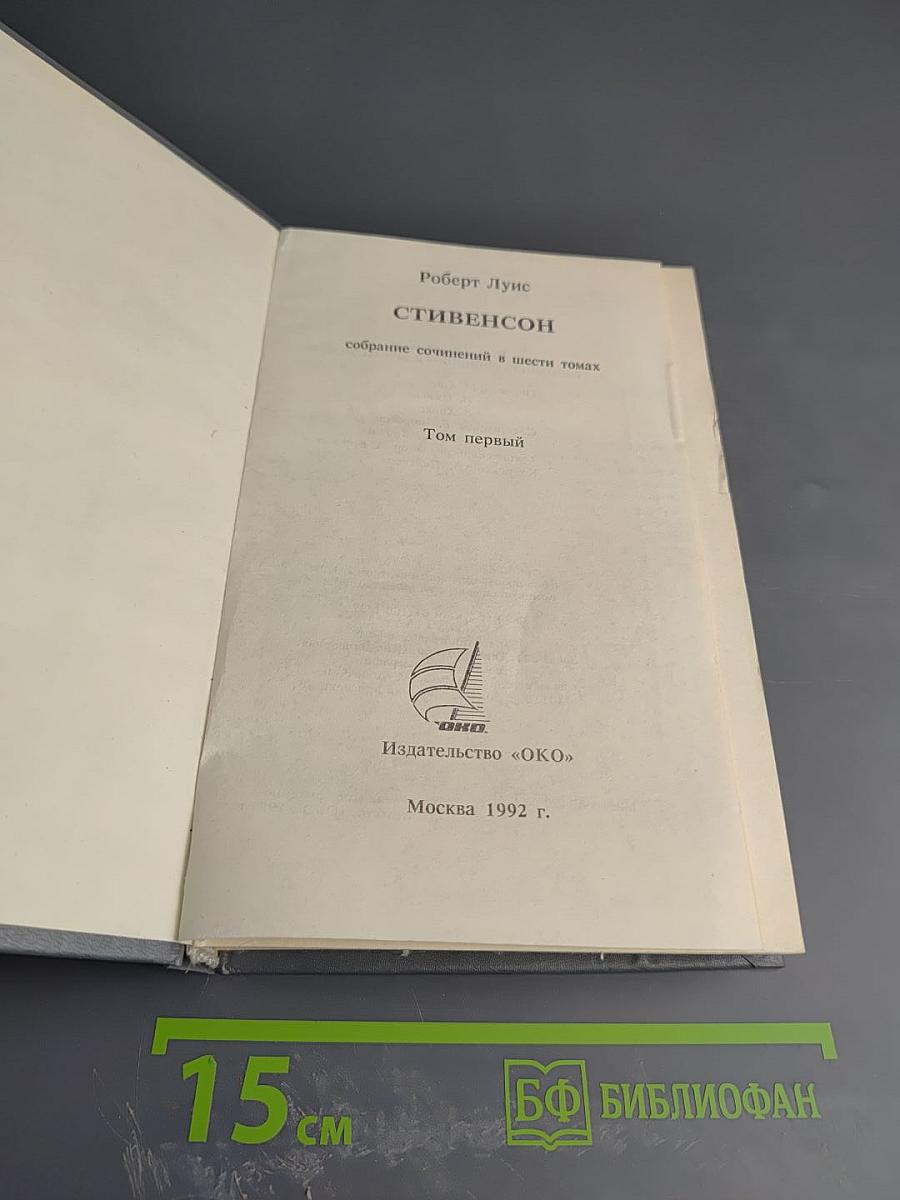 Роберт Луис
СТИВЕНСОН
собрание сочинений в шести томах
Том первый
"ОКО"
Издательство «ОКО»
Москва 1992 г.
15 см
БФ БИБЛИОФАН